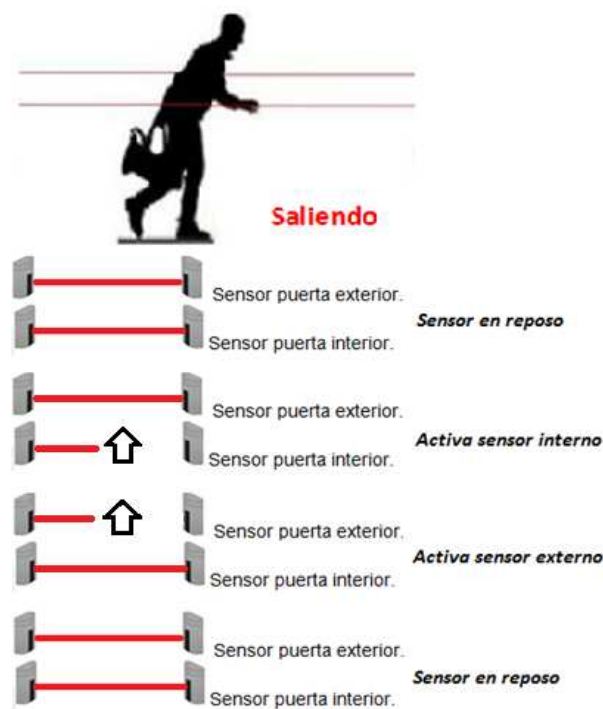 Saliendo
Sensor puerta exterior.
Sensor en reposo
Sensor puerta interior.
Sensor puerta exterior.
Activa sensor interno
Sensor puerta interior.
Sensor puerta exterior.
Activa sensor externo
Sensor puerta interior.
Sensor puerta exterior.
Sensor en reposo
Sensor puerta interior.